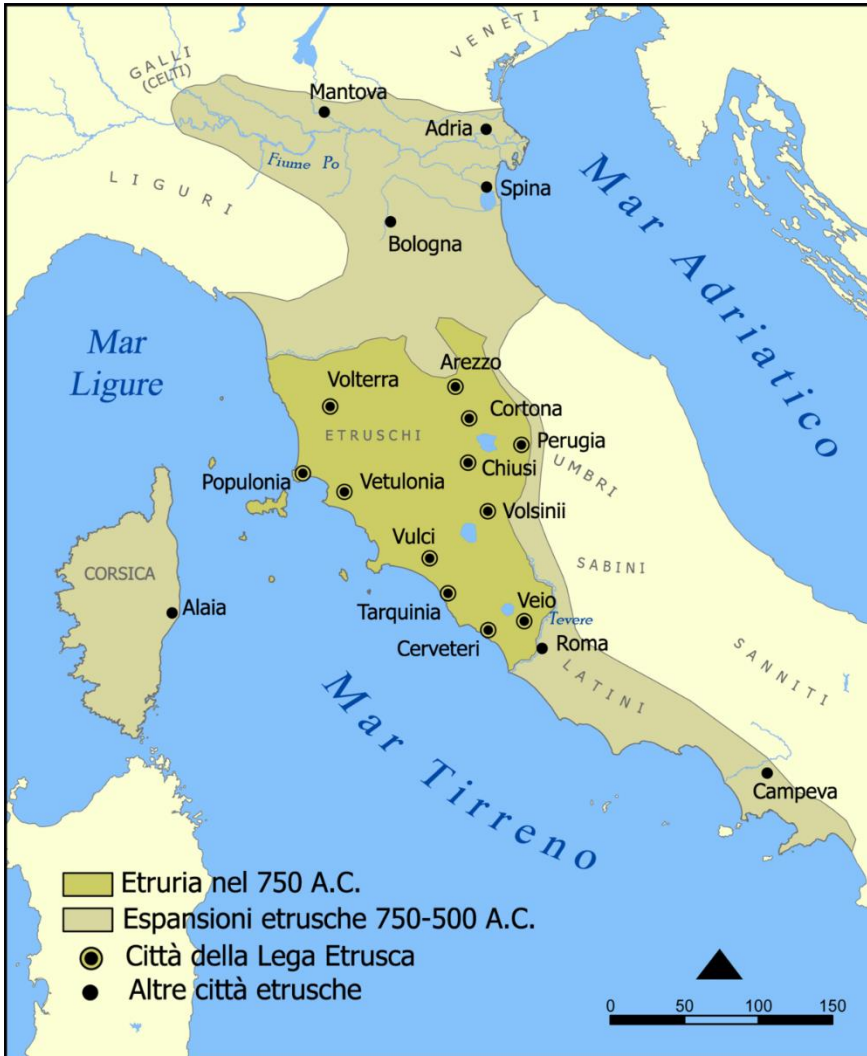 VENETI
GALLI
(CELTI)
Mantova
Adria
Fiume Po
Spina
LIGURI
Bologna
Mar Adriatico
Mar
Ligure
Arezzo
Volterra
Cortona
ETRUSCHI
Perugia
Chiusi
UMBRI
Populonia
Vetulonia
Volsinii
Vulci
SABINI
CORSICA
Alaia
Tarquinia
Veio
Tevere
Cerveteri
Roma
LATINI
SANNITI
Mar Tirreno
Campeva
Etruria nel 750 A.C.
Espansioni etrusche 750-500 A.C.
Città della Lega Etrusca
Altre città etrusche
0 50 100 150